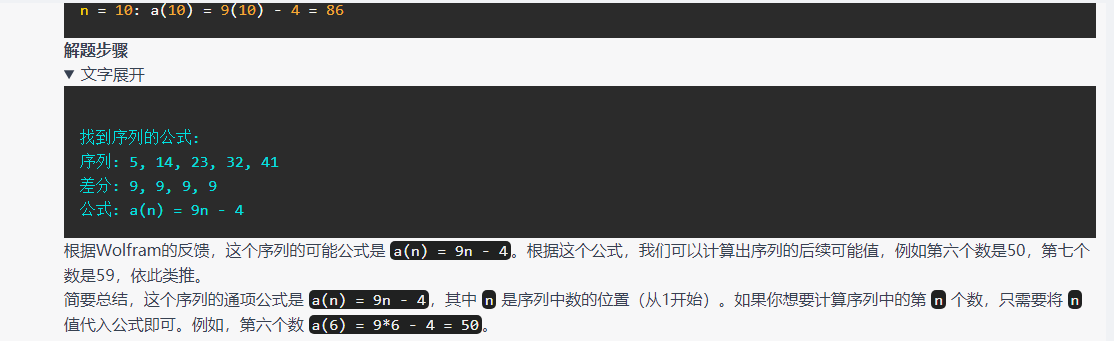 n = 10: a(10) = 9(10) - 4 = 86
解题步骤
▼ 文字展开
找到序列的公式:
序列: 5, 14, 23, 32, 41
差分: 9, 9, 9, 9
公式: a(n) = 9n - 4
根据Wolfram的反馈，这个序列的可能公式是 a(n) = 9n - 4。根据这个公式，我们可以计算出序列的后续可能值，例如第六个数是50，第七个
数是59，依此类推。
简要总结，这个序列的通项公式是 a(n) = 9n - 4，其中 n 是序列中数的位置（从1开始）。如果你想要计算序列中的第 n 个数，只需要将 n
值代入公式即可。例如，第六个数 a(6) = 9*6 - 4 = 50。